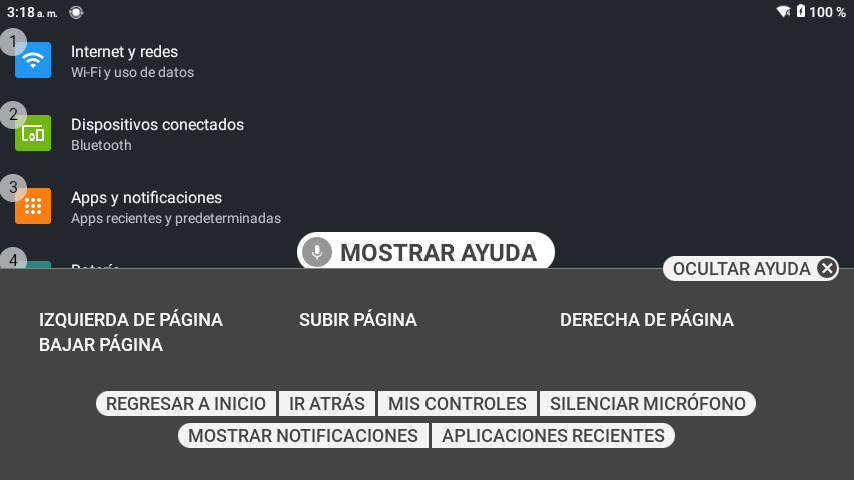 3:18 a. m.
100 %
1
Internet y redes
Wi-Fi y uso de datos
2
Dispositivos conectados
Bluetooth
3
Apps y notificaciones
Apps recientes y predeterminadas
4
Batería
MOSTRAR AYUDA
OCULTAR AYUDA
IZQUIERDA DE PÁGINA
SUBIR PÁGINA
DERECHA DE PÁGINA
BAJAR PÁGINA
REGRESAR A INICIO
IR ATRÁS
MIS CONTROLES
SILENCIAR MICRÓFONO
MOSTRAR NOTIFICACIONES
APLICACIONES RECIENTES